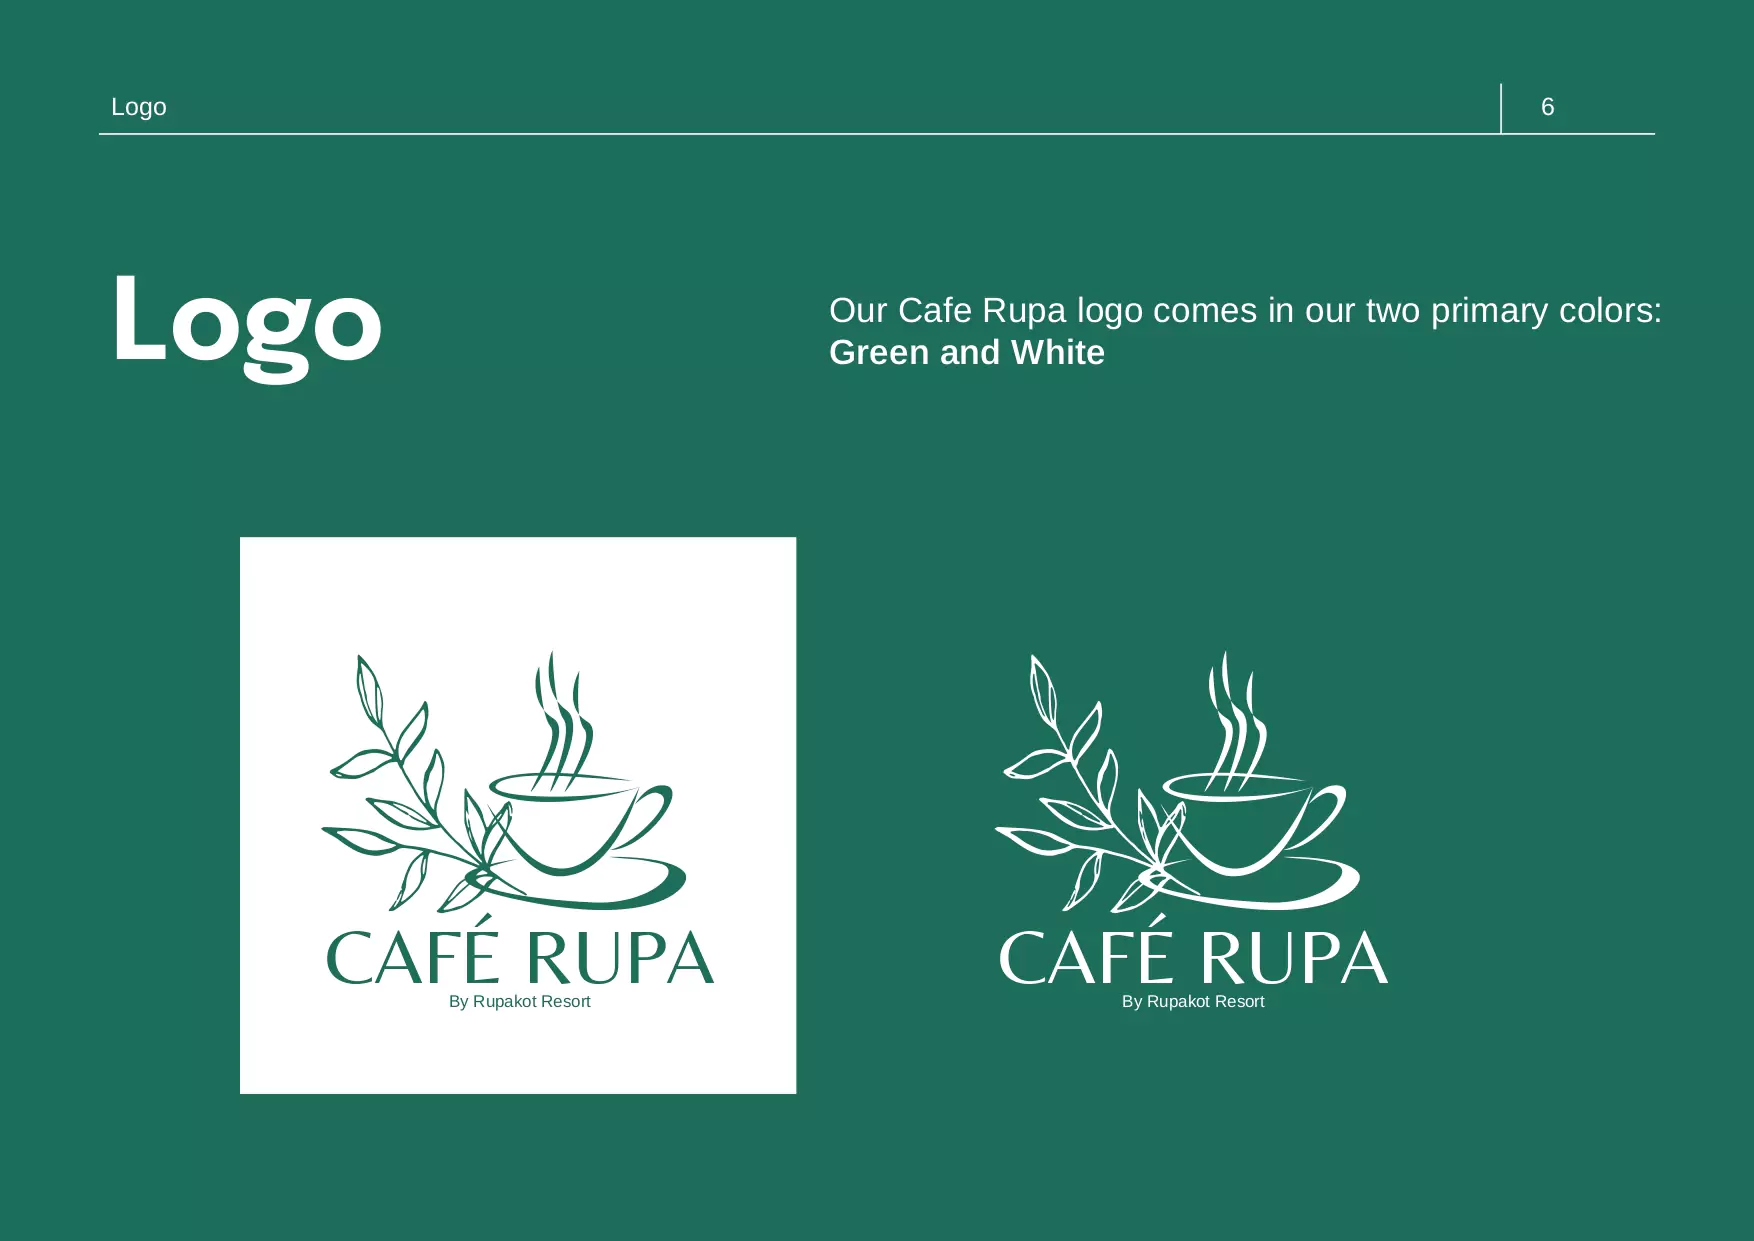 Logo
6
Logo
Our Cafe Rupa logo comes in our two primary colors:
Green and White
CAFÉ RUPA
By Rupakot Resort
CAFÉ RUPA
By Rupakot Resort